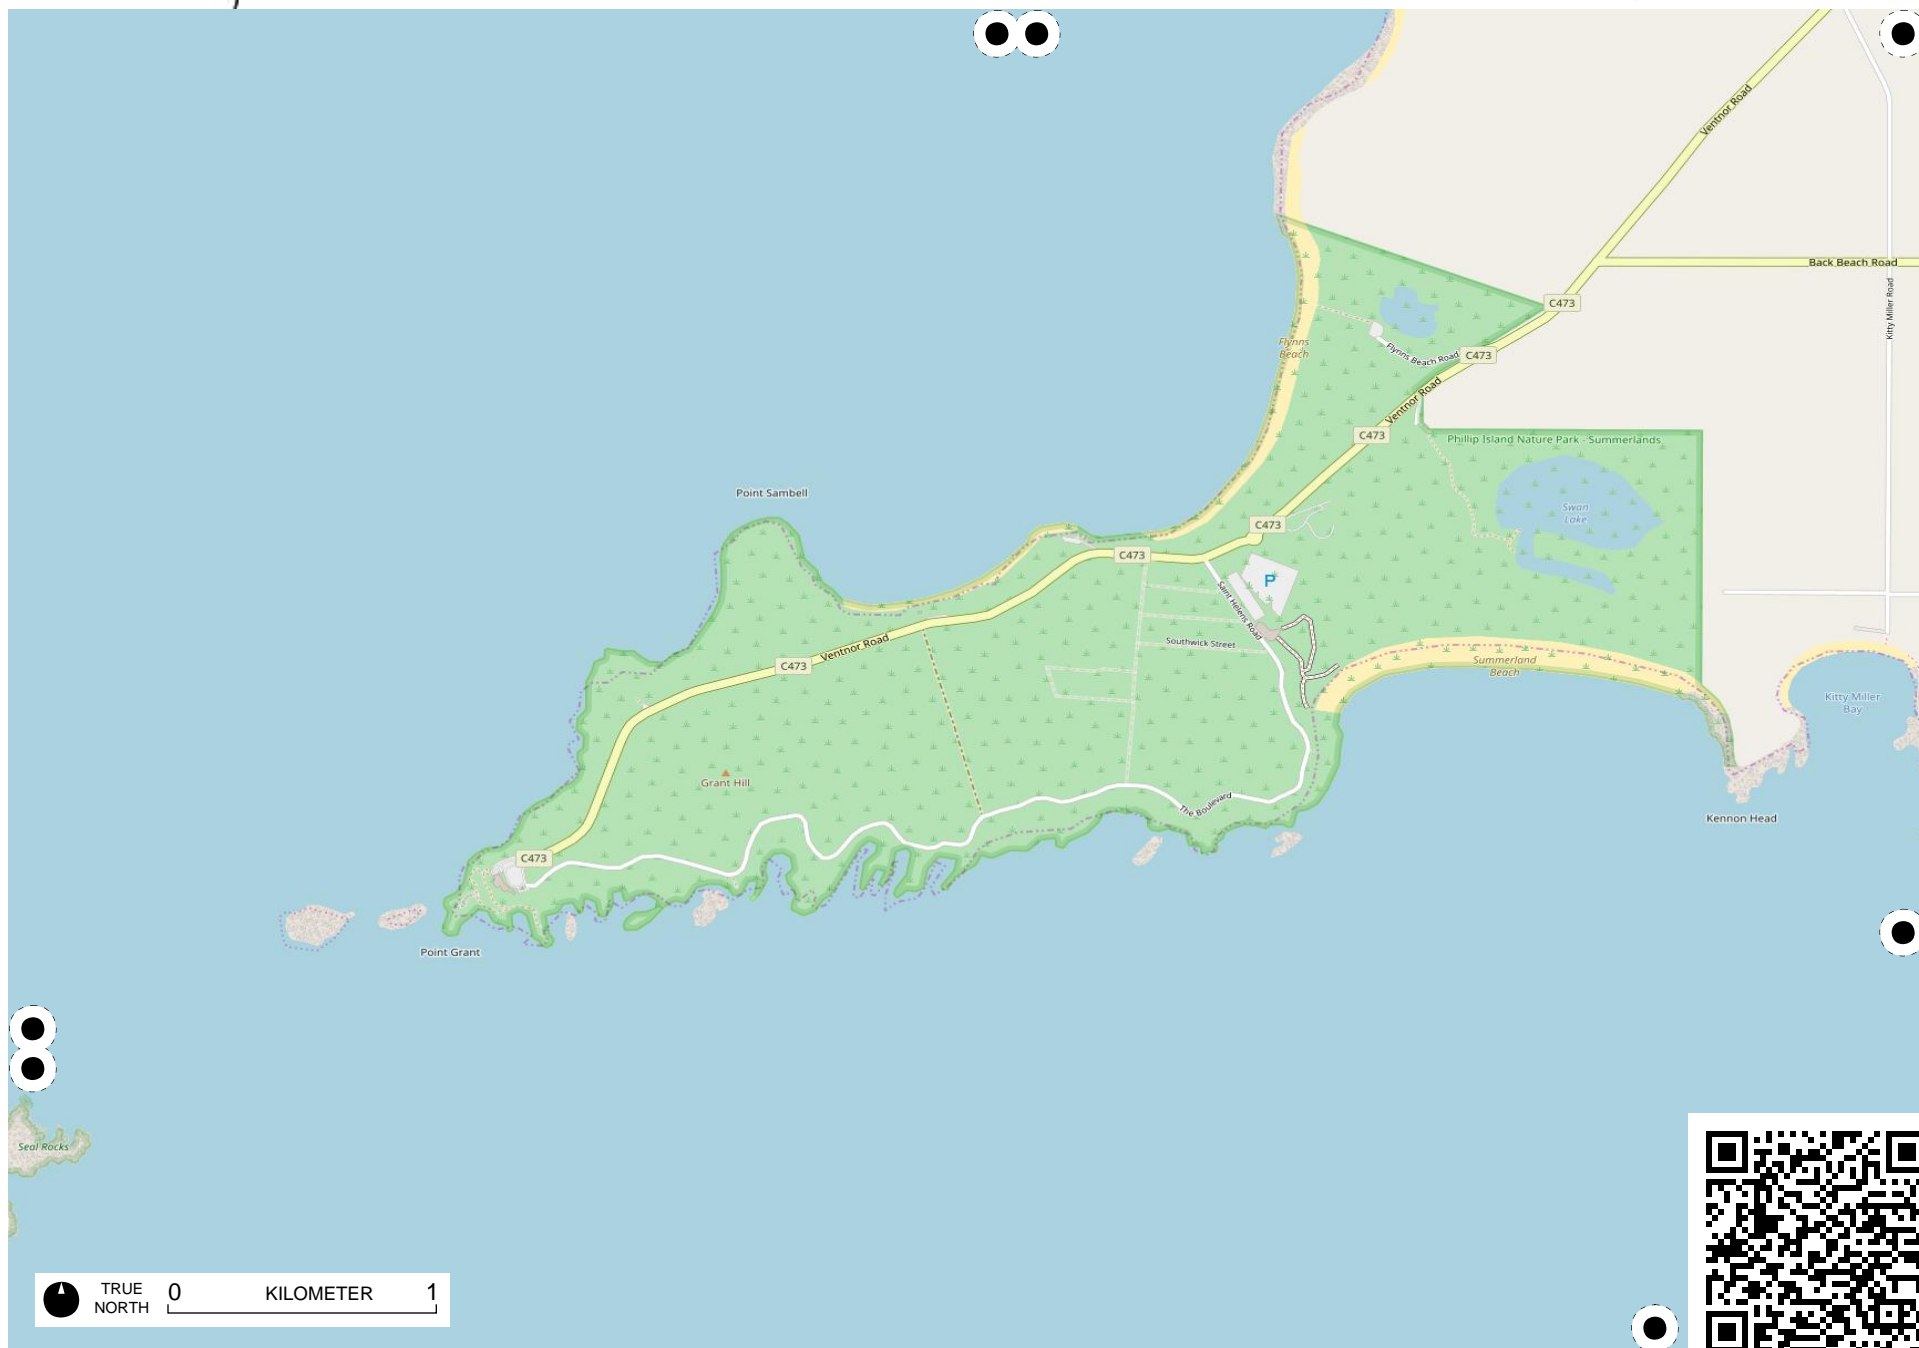 Ventnor Road
Back Beach Road
Kitty Miller Road
C473
Flynns
Beach
Flynns Beach Road
C473
Ventnor Road
C473
Phillip Island Nature Park - Summerlands
Point Sambell
Swan
Lake
C473
C473
P
Saint Helens Road
Southwick Street
Ventnor Road
C473
Summerland
Beach
Kitty Miller
Bay
Grant Hill
The Boulevard
Kennon Head
C473
Point Grant
Seal Rocks
TRUE
NORTH
0 KILOMETER 1